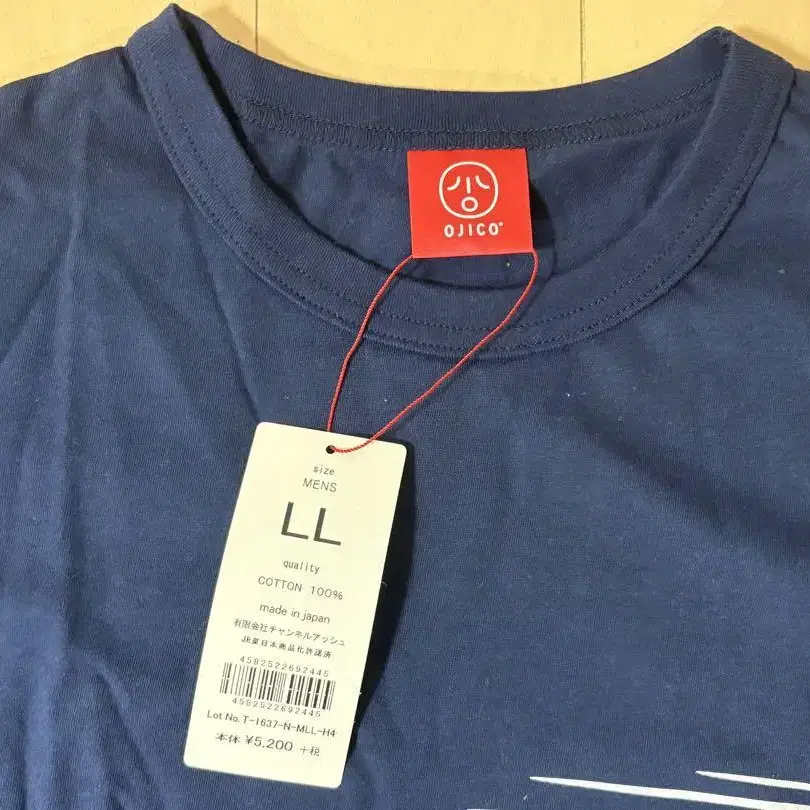 OJICO®
size
MENS
LL
quality
COTTON 100%
made in japan
有限会社チャンネルアッシュ
JR東日本商品化許諾済
4582522692445
4582522692445
Lot No. T-1637-N-MLL-H4
本体 ¥5,200 +税